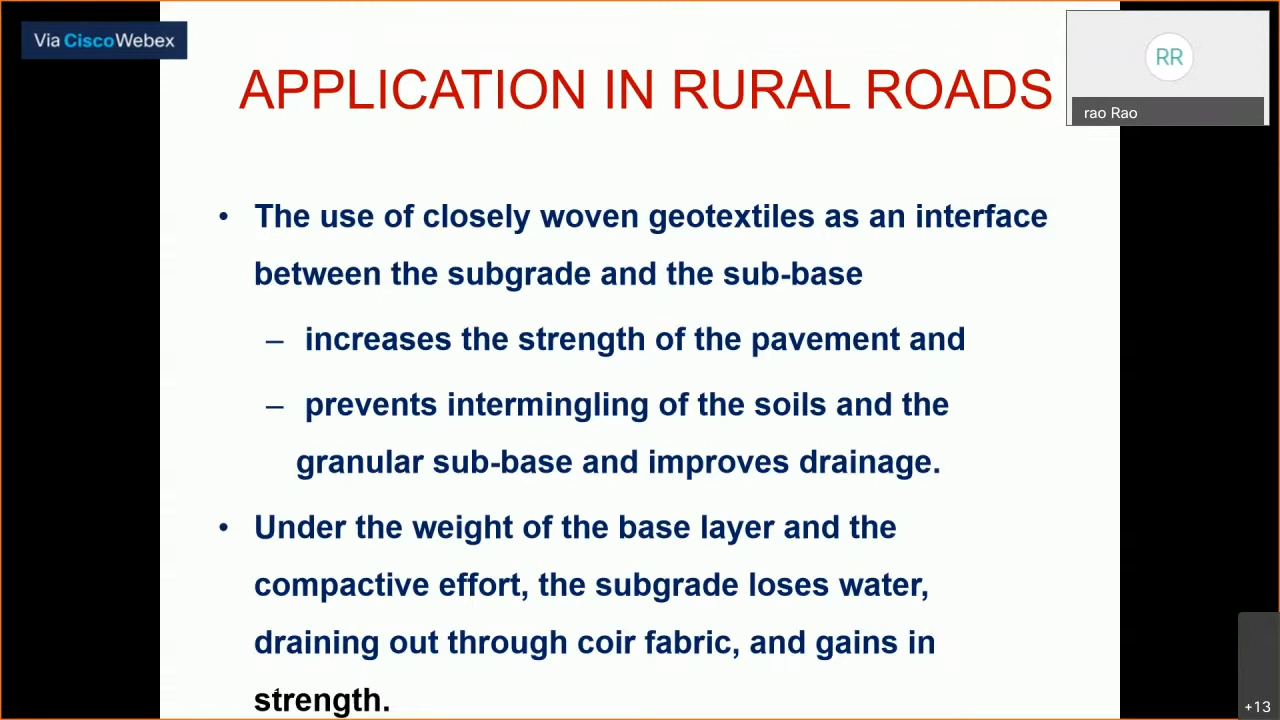 Via CiscoWebex
RR
rao Rao
APPLICATION IN RURAL ROADS
• The use of closely woven geotextiles as an interface
between the subgrade and the sub-base
– increases the strength of the pavement and
– prevents intermingling of the soils and the
granular sub-base and improves drainage.
• Under the weight of the base layer and the
compactive effort, the subgrade loses water,
draining out through coir fabric, and gains in
strength.
+13